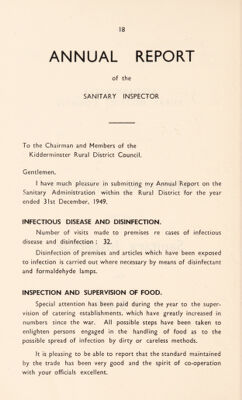 18
ANNUAL REPORT
of the
SANITARY INSPECTOR
To the Chairman and Members of the
Kidderminster Rural District Council.
Gentlemen,
I have much pleasure in submitting my Annual Report on the
Sanitary Administration within the Rural District for the year
ended 31st December, 1949.
INFECTIOUS DISEASE AND DISINFECTION.
Number of visits made to premises re cases of infectious
disease and disinfection : 32.
Disinfection of premises and articles which have been exposed
to infection is carried out where necessary by means of disinfectant
and formaldehyde lamps.
INSPECTION AND SUPERVISION OF FOOD.
Special attention has been paid during the year to the super-
vision of catering establishments, which have greatly increased in
numbers since the war. All possible steps have been taken to
enlighten persons engaged in the handling of food as to the
possible spread of infection by dirty or careless methods.
It is pleasing to be able to report that the standard maintained
by the trade has been very good and the spirit of co-operation
with your officials excellent.